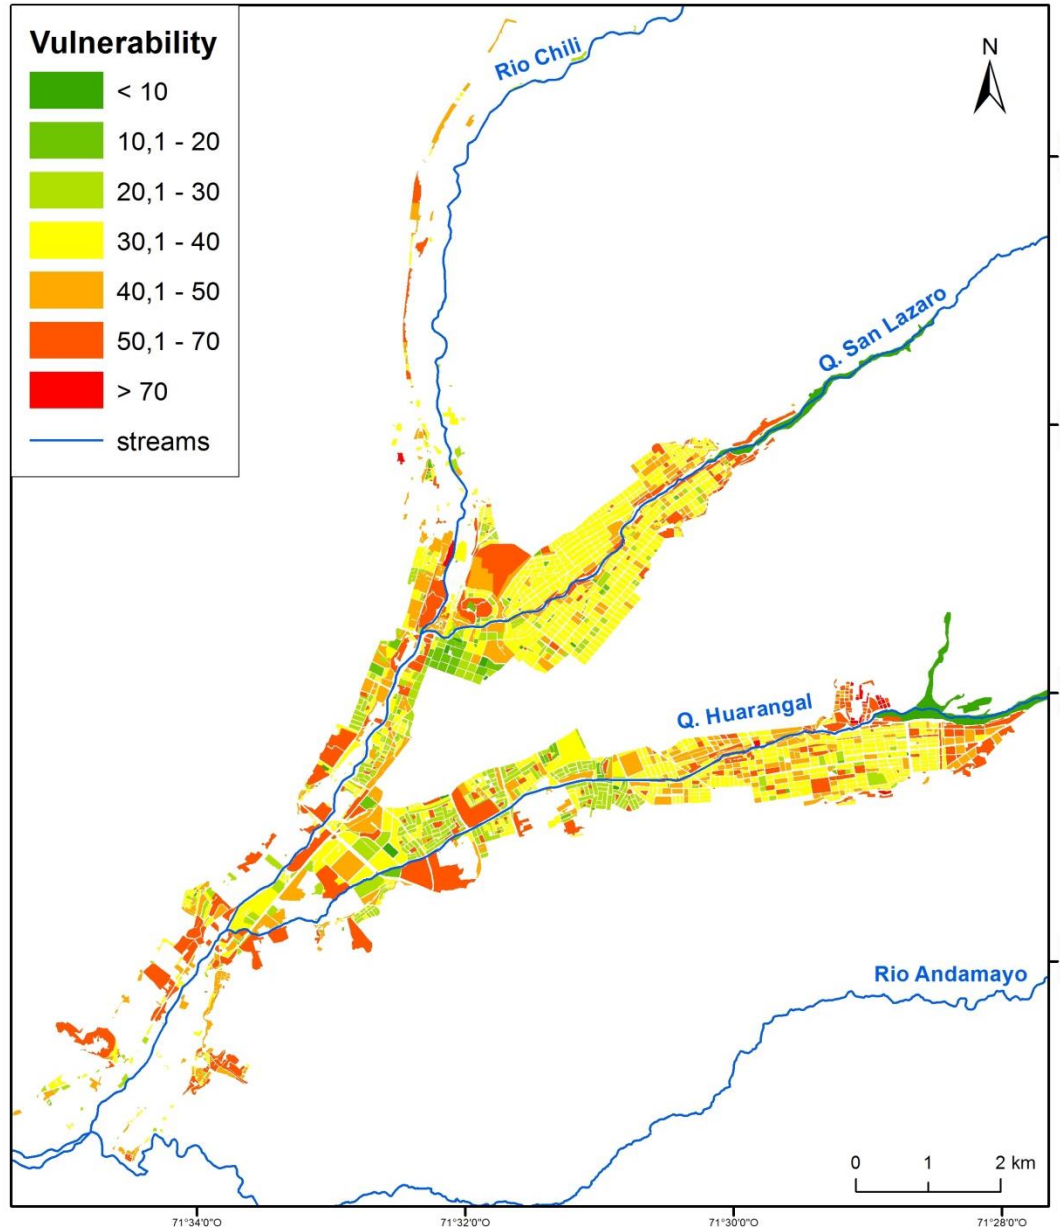 Vulnerability
< 10
10,1 - 20
20,1 - 30
30,1 - 40
40,1 - 50
50,1 - 70
> 70
streams
Rio Chili
N
Q. San Lazaro
Q. Huarangal
Rio Andamayo
0 1 2 km
71°34'0"O 71°32'0"O 71°30'0"O 71°28'0"O